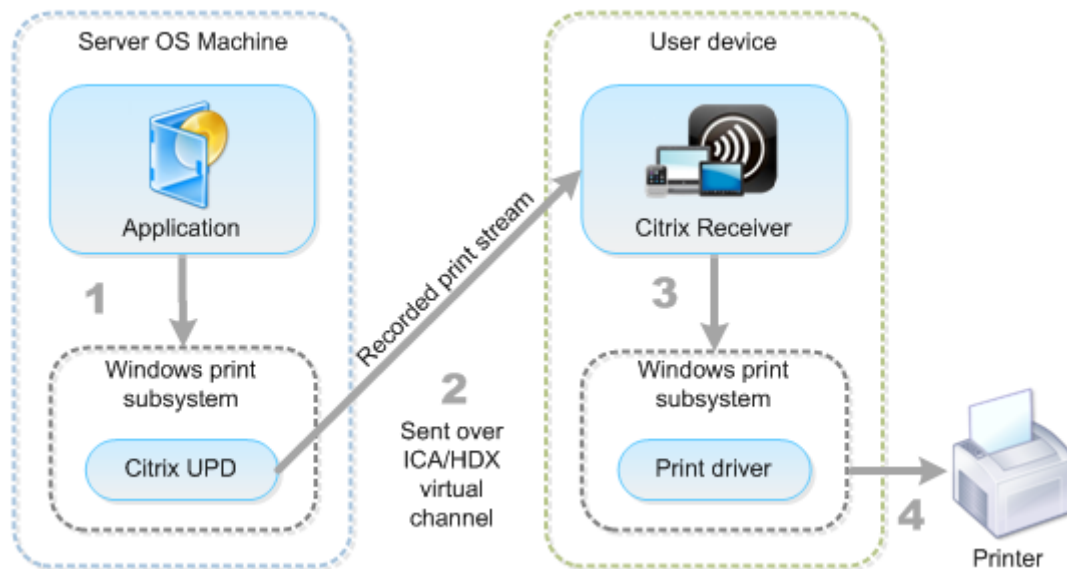 Server OS Machine
Application
1
Windows print
subsystem
Citrix UPD
Recorded print stream
2
Sent over
ICA/HDX
virtual
channel
User device
Citrix Receiver
3
Windows print
subsystem
Print driver
4
Printer